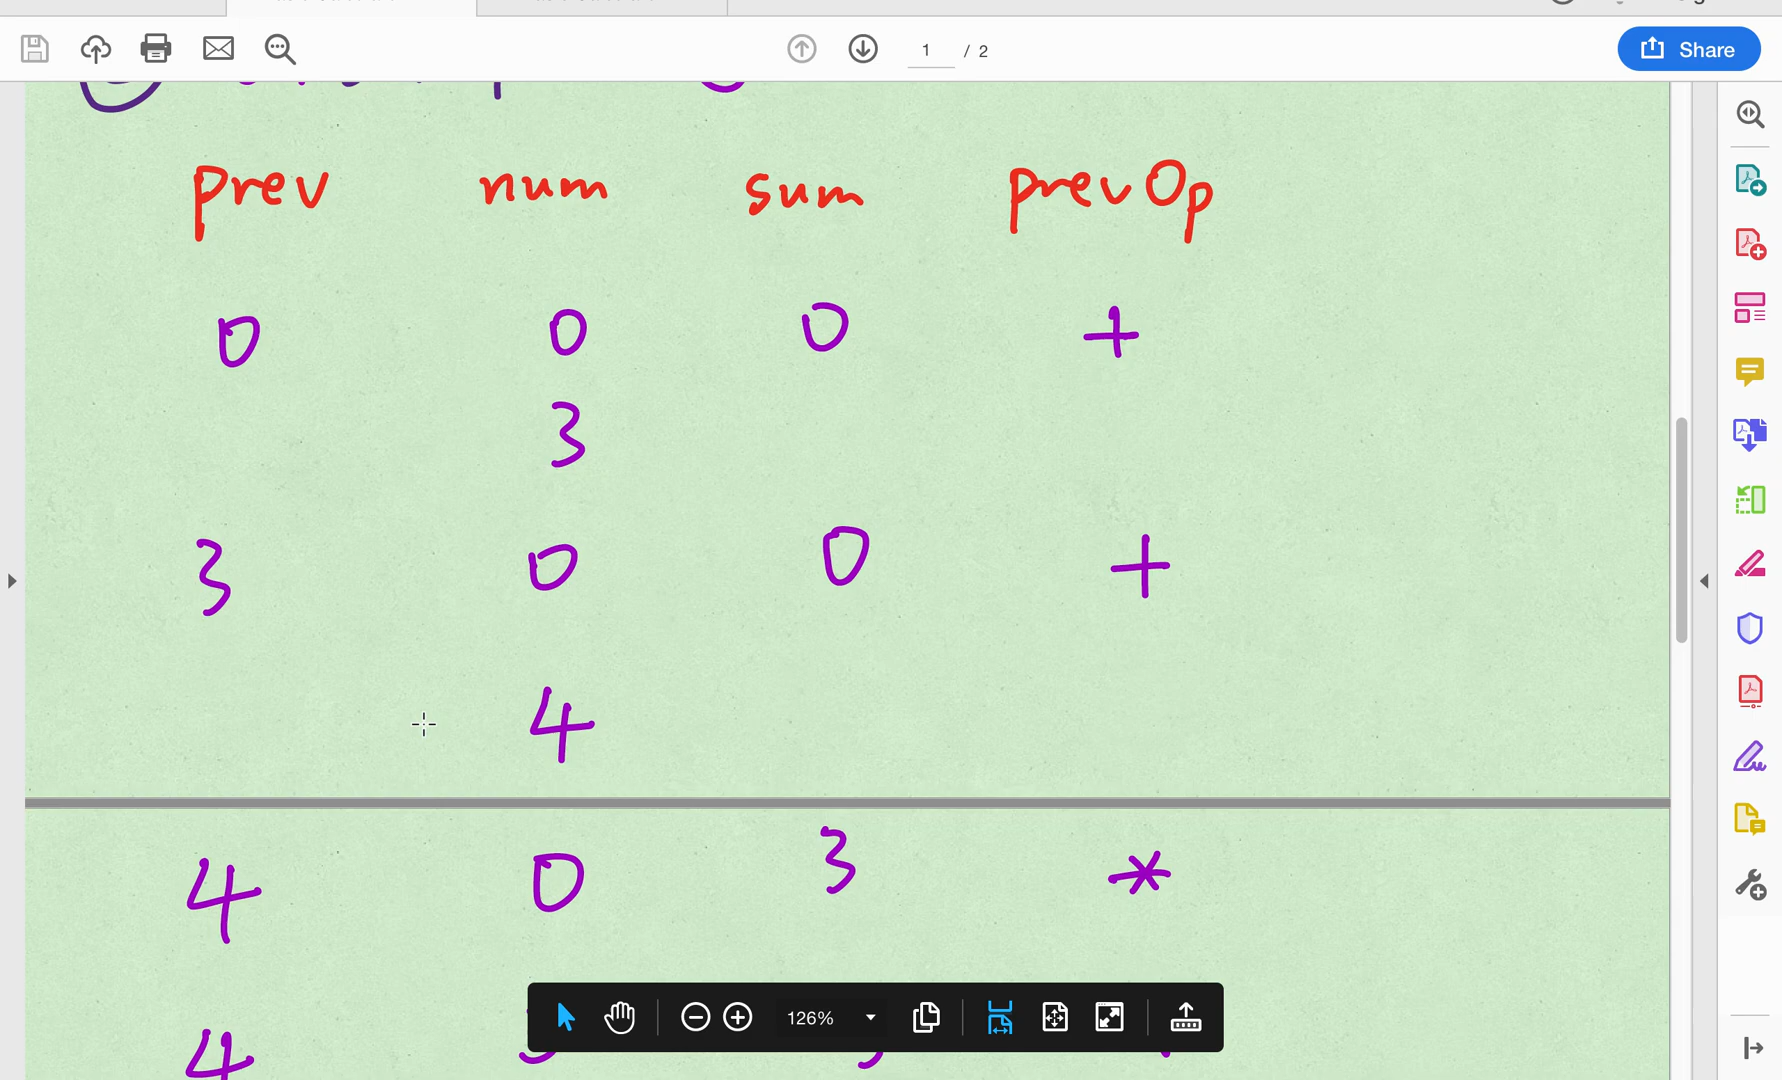 1 / 2
Share
prev num sum prevOp
0 0 0 +
3
3 0 0 +
4
4 0 3 *
126%
4